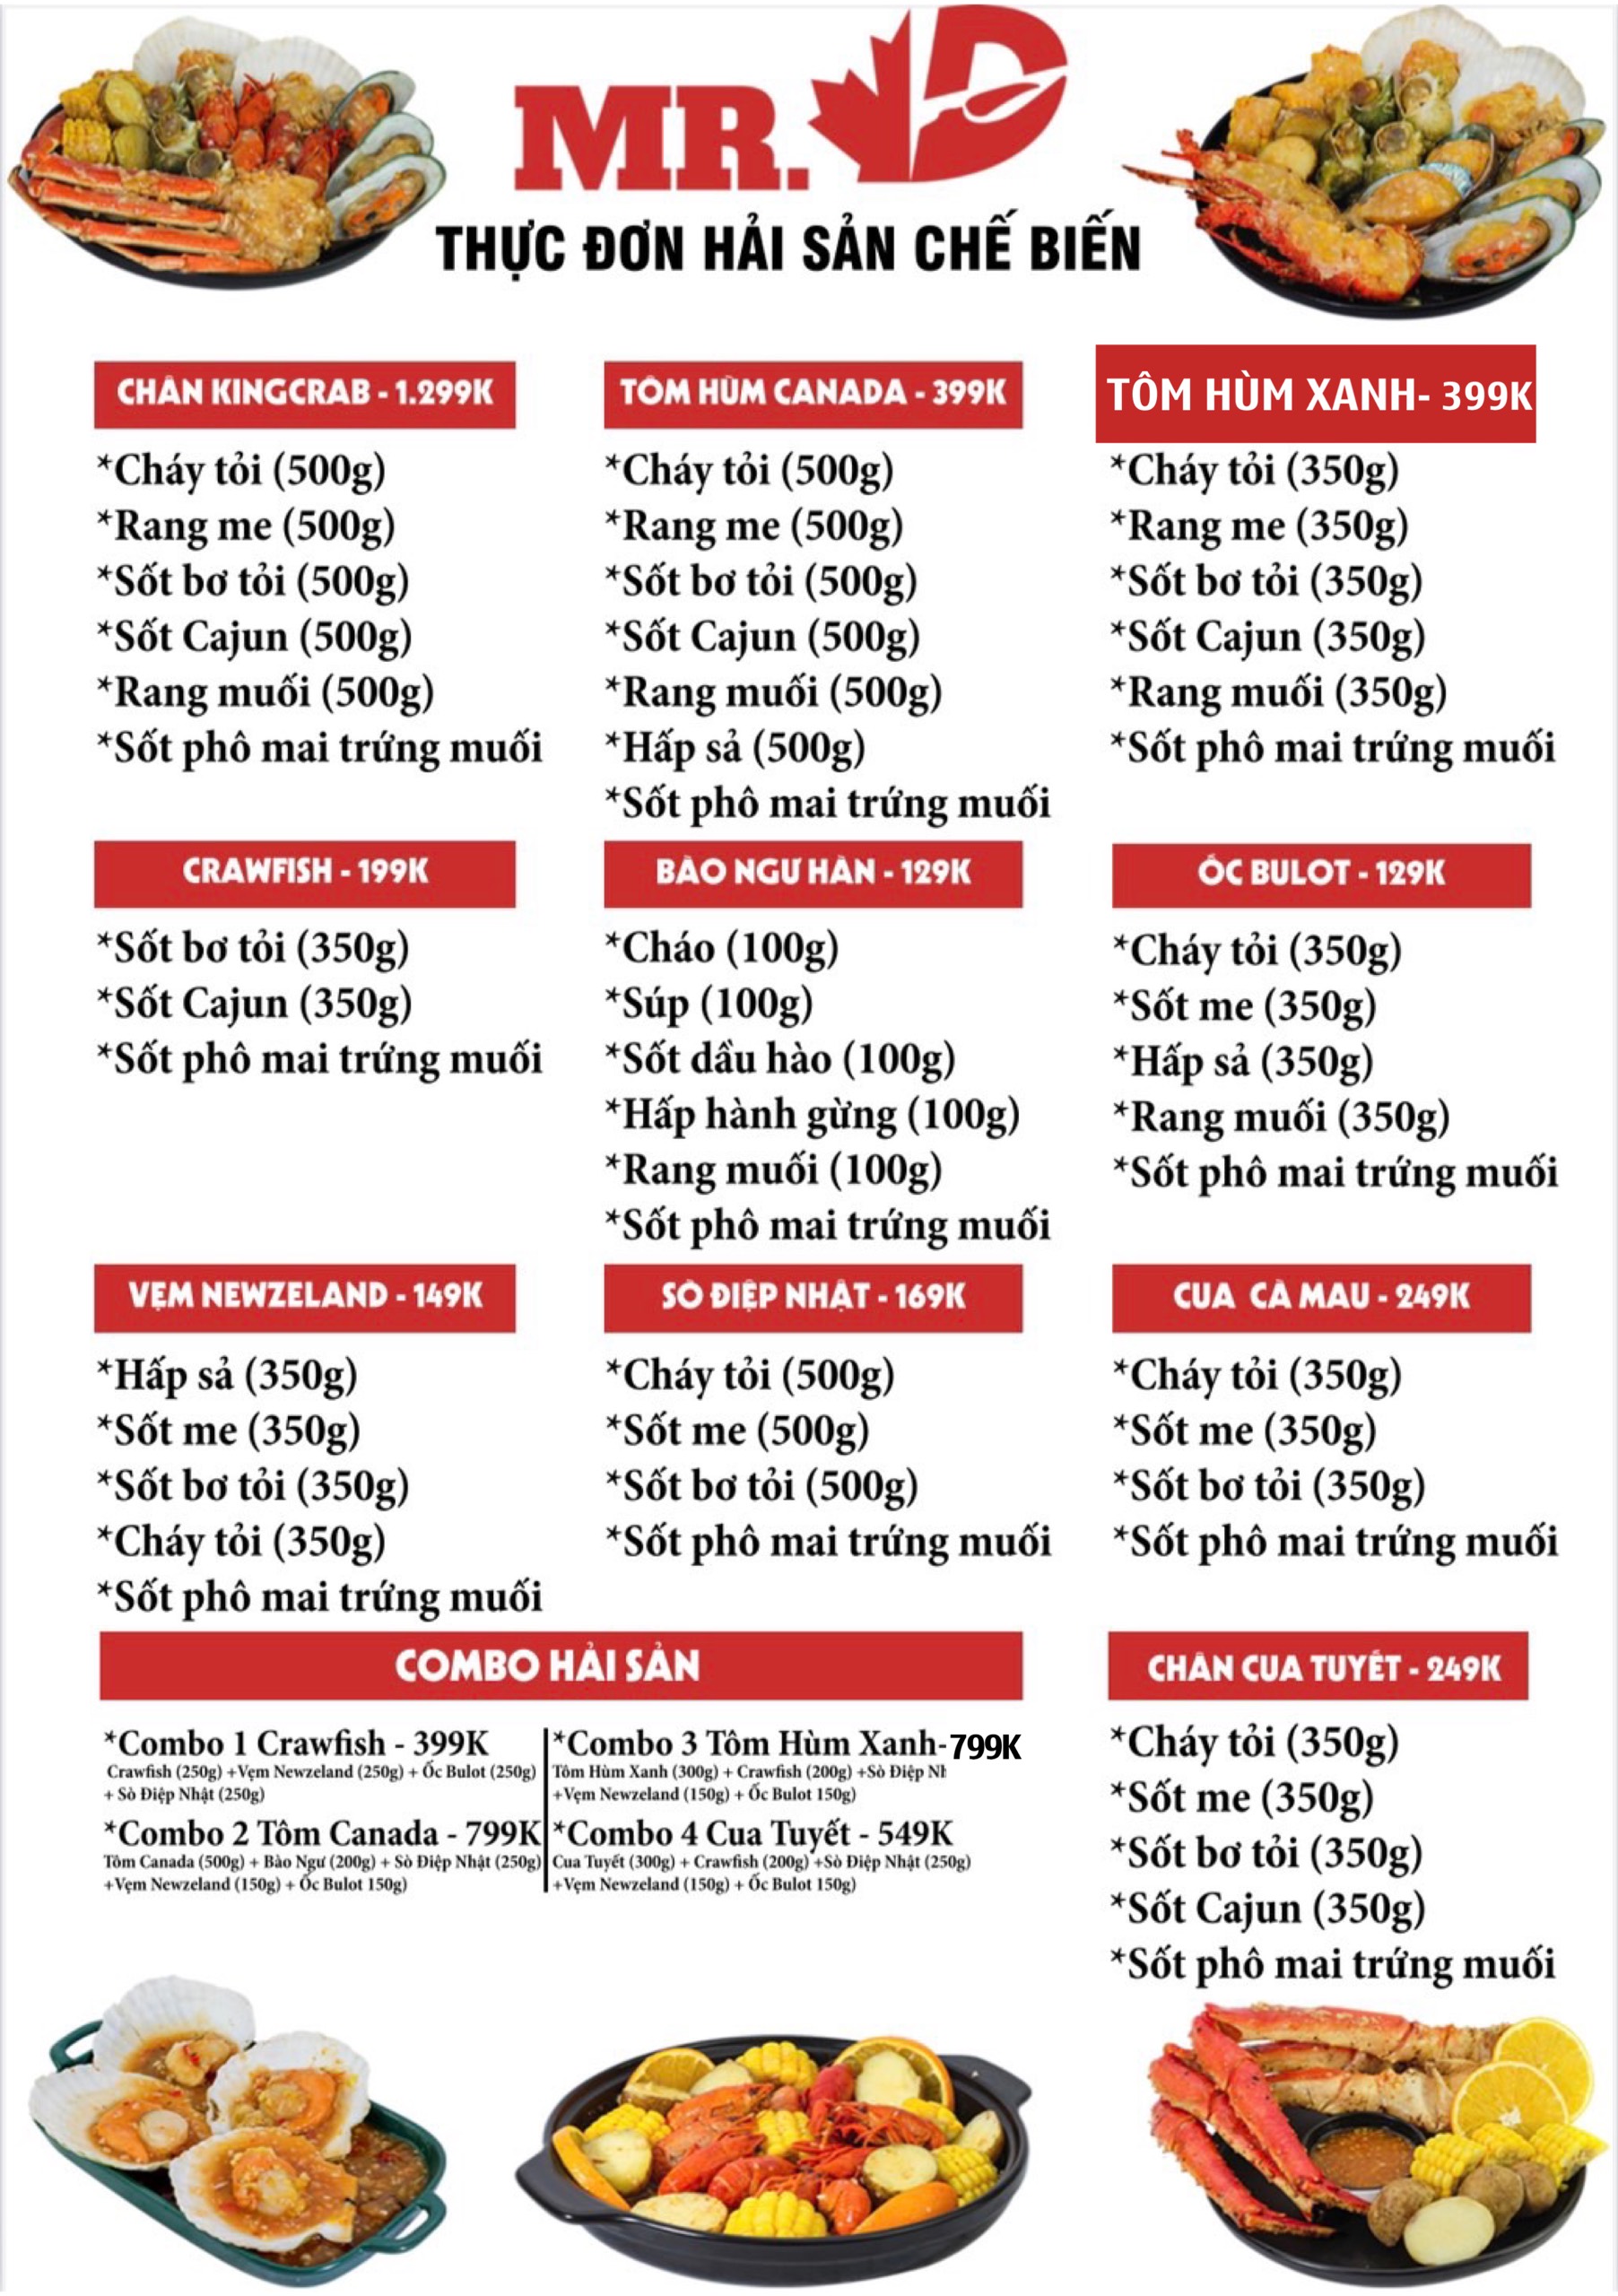 MR. D
THỰC ĐƠN HẢI SẢN CHẾ BIẾN
CHÂN KINGCRAB - 1.299K
*Cháy tỏi (500g)
*Rang me (500g)
*Sốt bơ tỏi (500g)
*Sốt Cajun (500g)
*Rang muối (500g)
*Sốt phô mai trứng muối
TÔM HÙM CANADA - 399K
*Cháy tỏi (500g)
*Rang me (500g)
*Sốt bơ tỏi (500g)
*Sốt Cajun (500g)
*Rang muối (500g)
*Hấp sả (500g)
*Sốt phô mai trứng muối
TÔM HÙM XANH- 399K
*Cháy tỏi (350g)
*Rang me (350g)
*Sốt bơ tỏi (350g)
*Sốt Cajun (350g)
*Rang muối (350g)
*Sốt phô mai trứng muối
CRAWFISH - 199K
*Sốt bơ tỏi (350g)
*Sốt Cajun (350g)
*Sốt phô mai trứng muối
BÀO NGƯ HÀN - 129K
*Cháo (100g)
*Súp (100g)
*Sốt dầu hào (100g)
*Hấp hành gừng (100g)
*Rang muối (100g)
*Sốt phô mai trứng muối
ỐC BULOT - 129K
*Cháy tỏi (350g)
*Sốt me (350g)
*Hấp sả (350g)
*Rang muối (350g)
*Sốt phô mai trứng muối
VẸM NEWZELAND - 149K
*Hấp sả (350g)
*Sốt me (350g)
*Sốt bơ tỏi (350g)
*Cháy tỏi (350g)
*Sốt phô mai trứng muối
SÒ ĐIỆP NHẬT - 169K
*Cháy tỏi (500g)
*Sốt me (500g)
*Sốt bơ tỏi (500g)
*Sốt phô mai trứng muối
CUA CÀ MAU - 249K
*Cháy tỏi (350g)
*Sốt me (350g)
*Sốt bơ tỏi (350g)
*Sốt phô mai trứng muối
COMBO HẢI SẢN
*Combo 1 Crawfish - 399K
Crawfish (250g) +Vẹm Newzeland (250g) + Ốc Bulot (250g)
+ Sò Điệp Nhật (250g)
*Combo 2 Tôm Canada - 799K
Tôm Canada (500g) + Bào Ngư (200g) + Sò Điệp Nhật (250g)
+Vẹm Newzeland (150g) + Ốc Bulot 150g)
*Combo 3 Tôm Hùm Xanh-799K
Tôm Hùm Xanh (300g) + Crawfish (200g) +Sò Điệp
+Vẹm Newzeland (150g) + Ốc Bulot 150g)
*Combo 4 Cua Tuyết - 549K
Cua Tuyết (300g) + Crawfish (200g) +Sò Điệp Nhật (250g)
+Vẹm Newzeland (150g) + Ốc Bulot 150g)
CHÂN CUA TUYẾT - 249K
*Cháy tỏi (350g)
*Sốt me (350g)
*Sốt bơ tỏi (350g)
*Sốt Cajun (350g)
*Sốt phô mai trứng muối